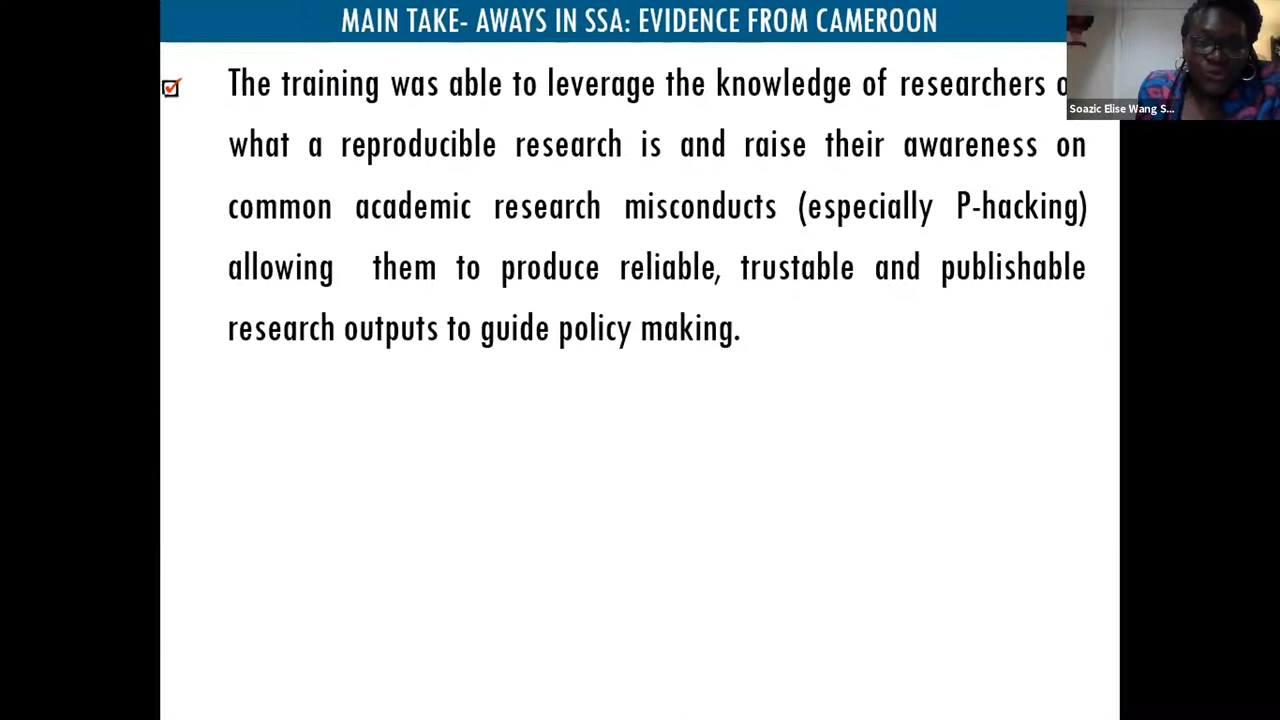 MAIN TAKE- AWAYS IN SSA: EVIDENCE FROM CAMEROON
The training was able to leverage the knowledge of researchers
Soazic Elise Wang S...
what a reproducible research is and raise their awareness on
common academic research misconducts (especially P-hacking)
allowing them to produce reliable, trustable and publishable
research outputs to guide policy making.